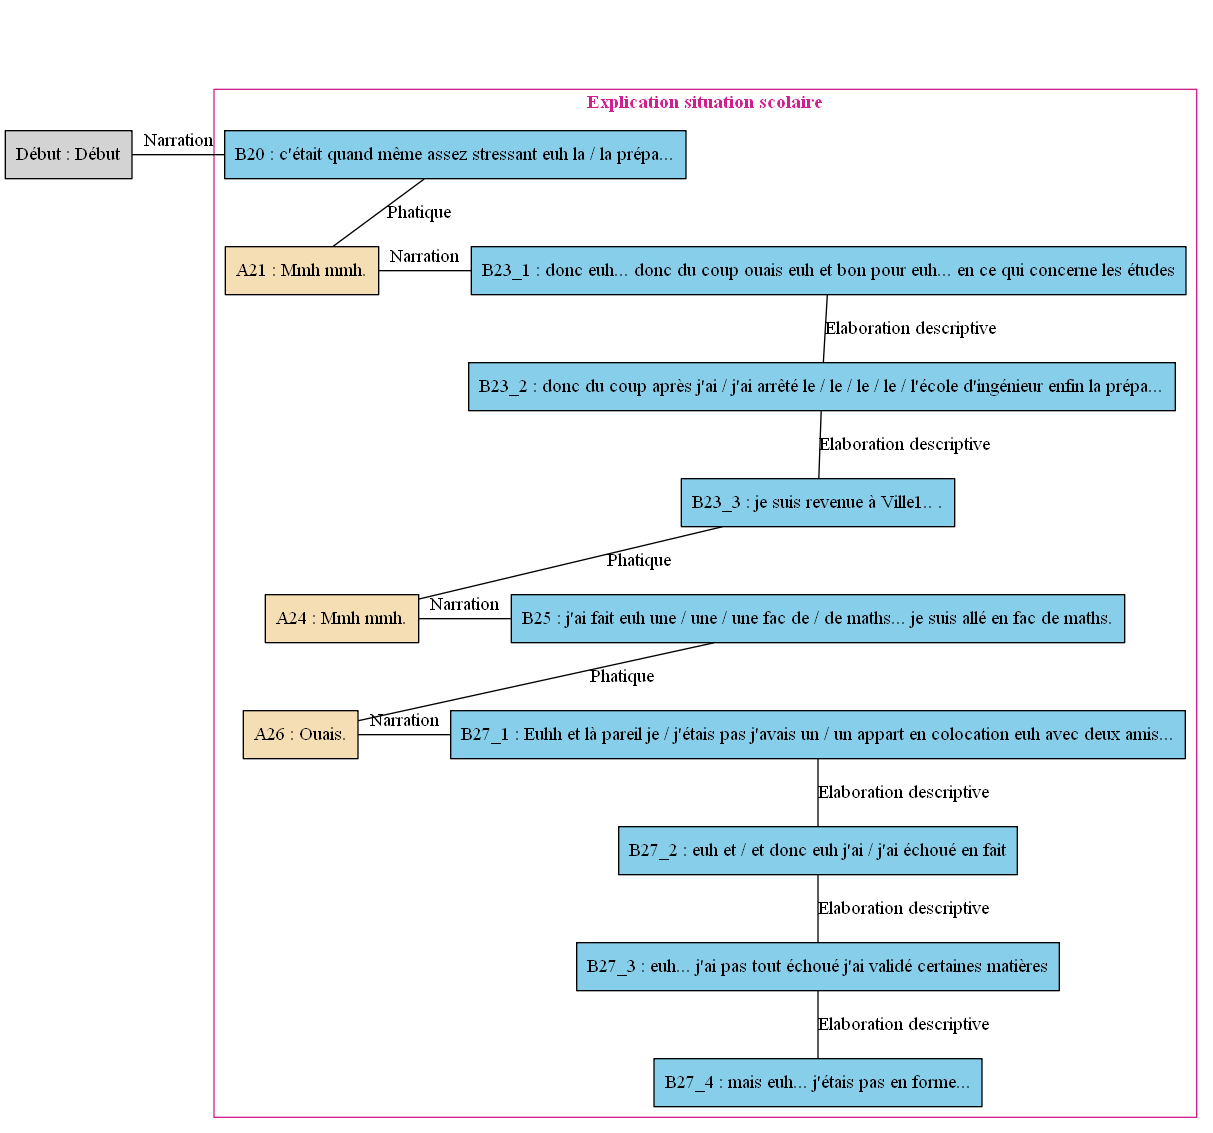 Explication situation scolaire
Narration
Début : Début
B20 : c'était quand même assez stressant euh la / la prépa...
Phatique
Narration
A21 : Mmh mmh.
B23_1 : donc euh... donc du coup ouais euh et bon pour euh... en ce qui concerne les études
Elaboration descriptive
B23_2 : donc du coup après j'ai / j'ai arrêté le / le / le / le / l'école d'ingénieur enfin la prépa...
Elaboration descriptive
B23_3 : je suis revenue à Ville1.. .
Phatique
Narration
A24 : Mmh mmh.
B25 : j'ai fait euh une / une / une fac de / de maths... je suis allé en fac de maths.
Phatique
Narration
A26 : Ouais.
B27_1 : Euhh et là pareil je / j'étais pas j'avais un / un appart en colocation euh avec deux amis...
Elaboration descriptive
B27_2 : euh et / et donc euh j'ai / j'ai échoué en fait
Elaboration descriptive
B27_3 : euh... j'ai pas tout échoué j'ai validé certaines matières
Elaboration descriptive
B27_4 : mais euh... j'étais pas en forme...